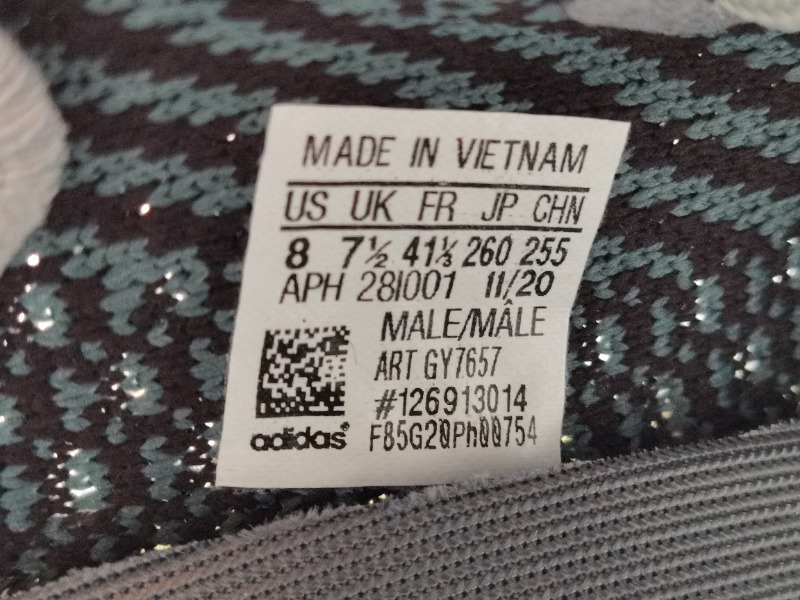 MADE IN VIETNAM
US UK FR JP CHN
8 7½ 41⅓ 260 255
APH 28I001 11/20
MALE/MÂLE
ART GY7657
#126913014
adidas® F85G20Ph00754